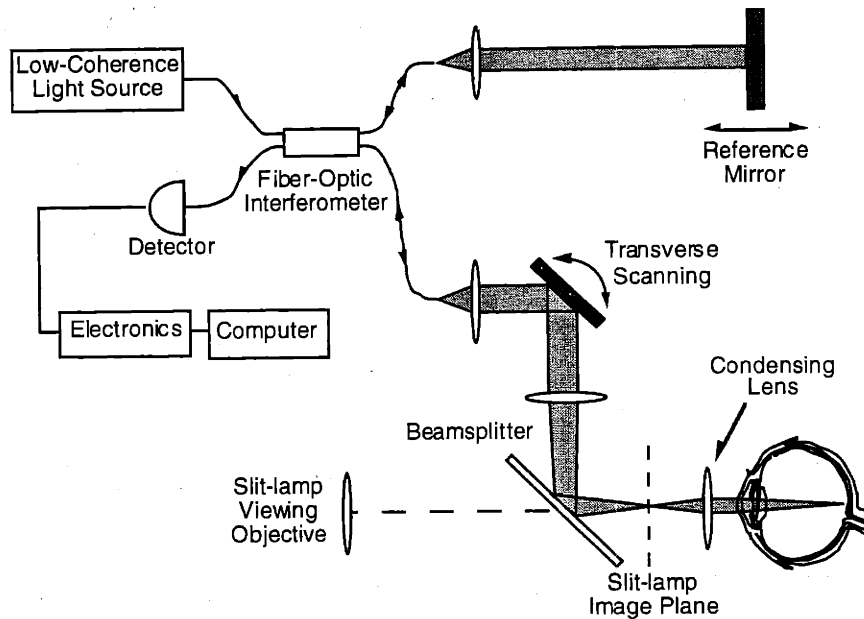 Low-Coherence
Light Source
Reference
Mirror
Fiber-Optic
Interferometer
Detector
Transverse
Scanning
Electronics
Computer
Condensing
Lens
Beamsplitter
Slit-lamp
Viewing
Objective
Slit-lamp
Image Plane